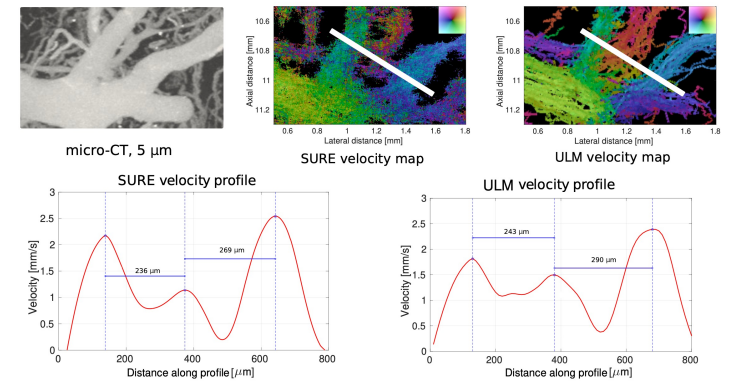 10.6
10.8
11
11.2
Axial distance [mm]
0.6 0.8 1 1.2 1.4 1.6 1.8
Lateral distance [mm]
10.6
10.8
11
11.2
Axial distance [mm]
0.6 0.8 1 1.2 1.4 1.6 1.8
Lateral distance [mm]
micro-CT, 5 μm
SURE velocity map
ULM velocity map
SURE velocity profile
3
2.5
2
1.5
1
0.5
0
Velocity [mm/s]
236 μm
269 μm
0 200 400 600 800
Distance along profile [μm]
ULM velocity profile
3
2.5
2
1.5
1
0.5
0
Velocity [mm/s]
243 μm
290 μm
0 200 400 600 800
Distance along profile [μm]